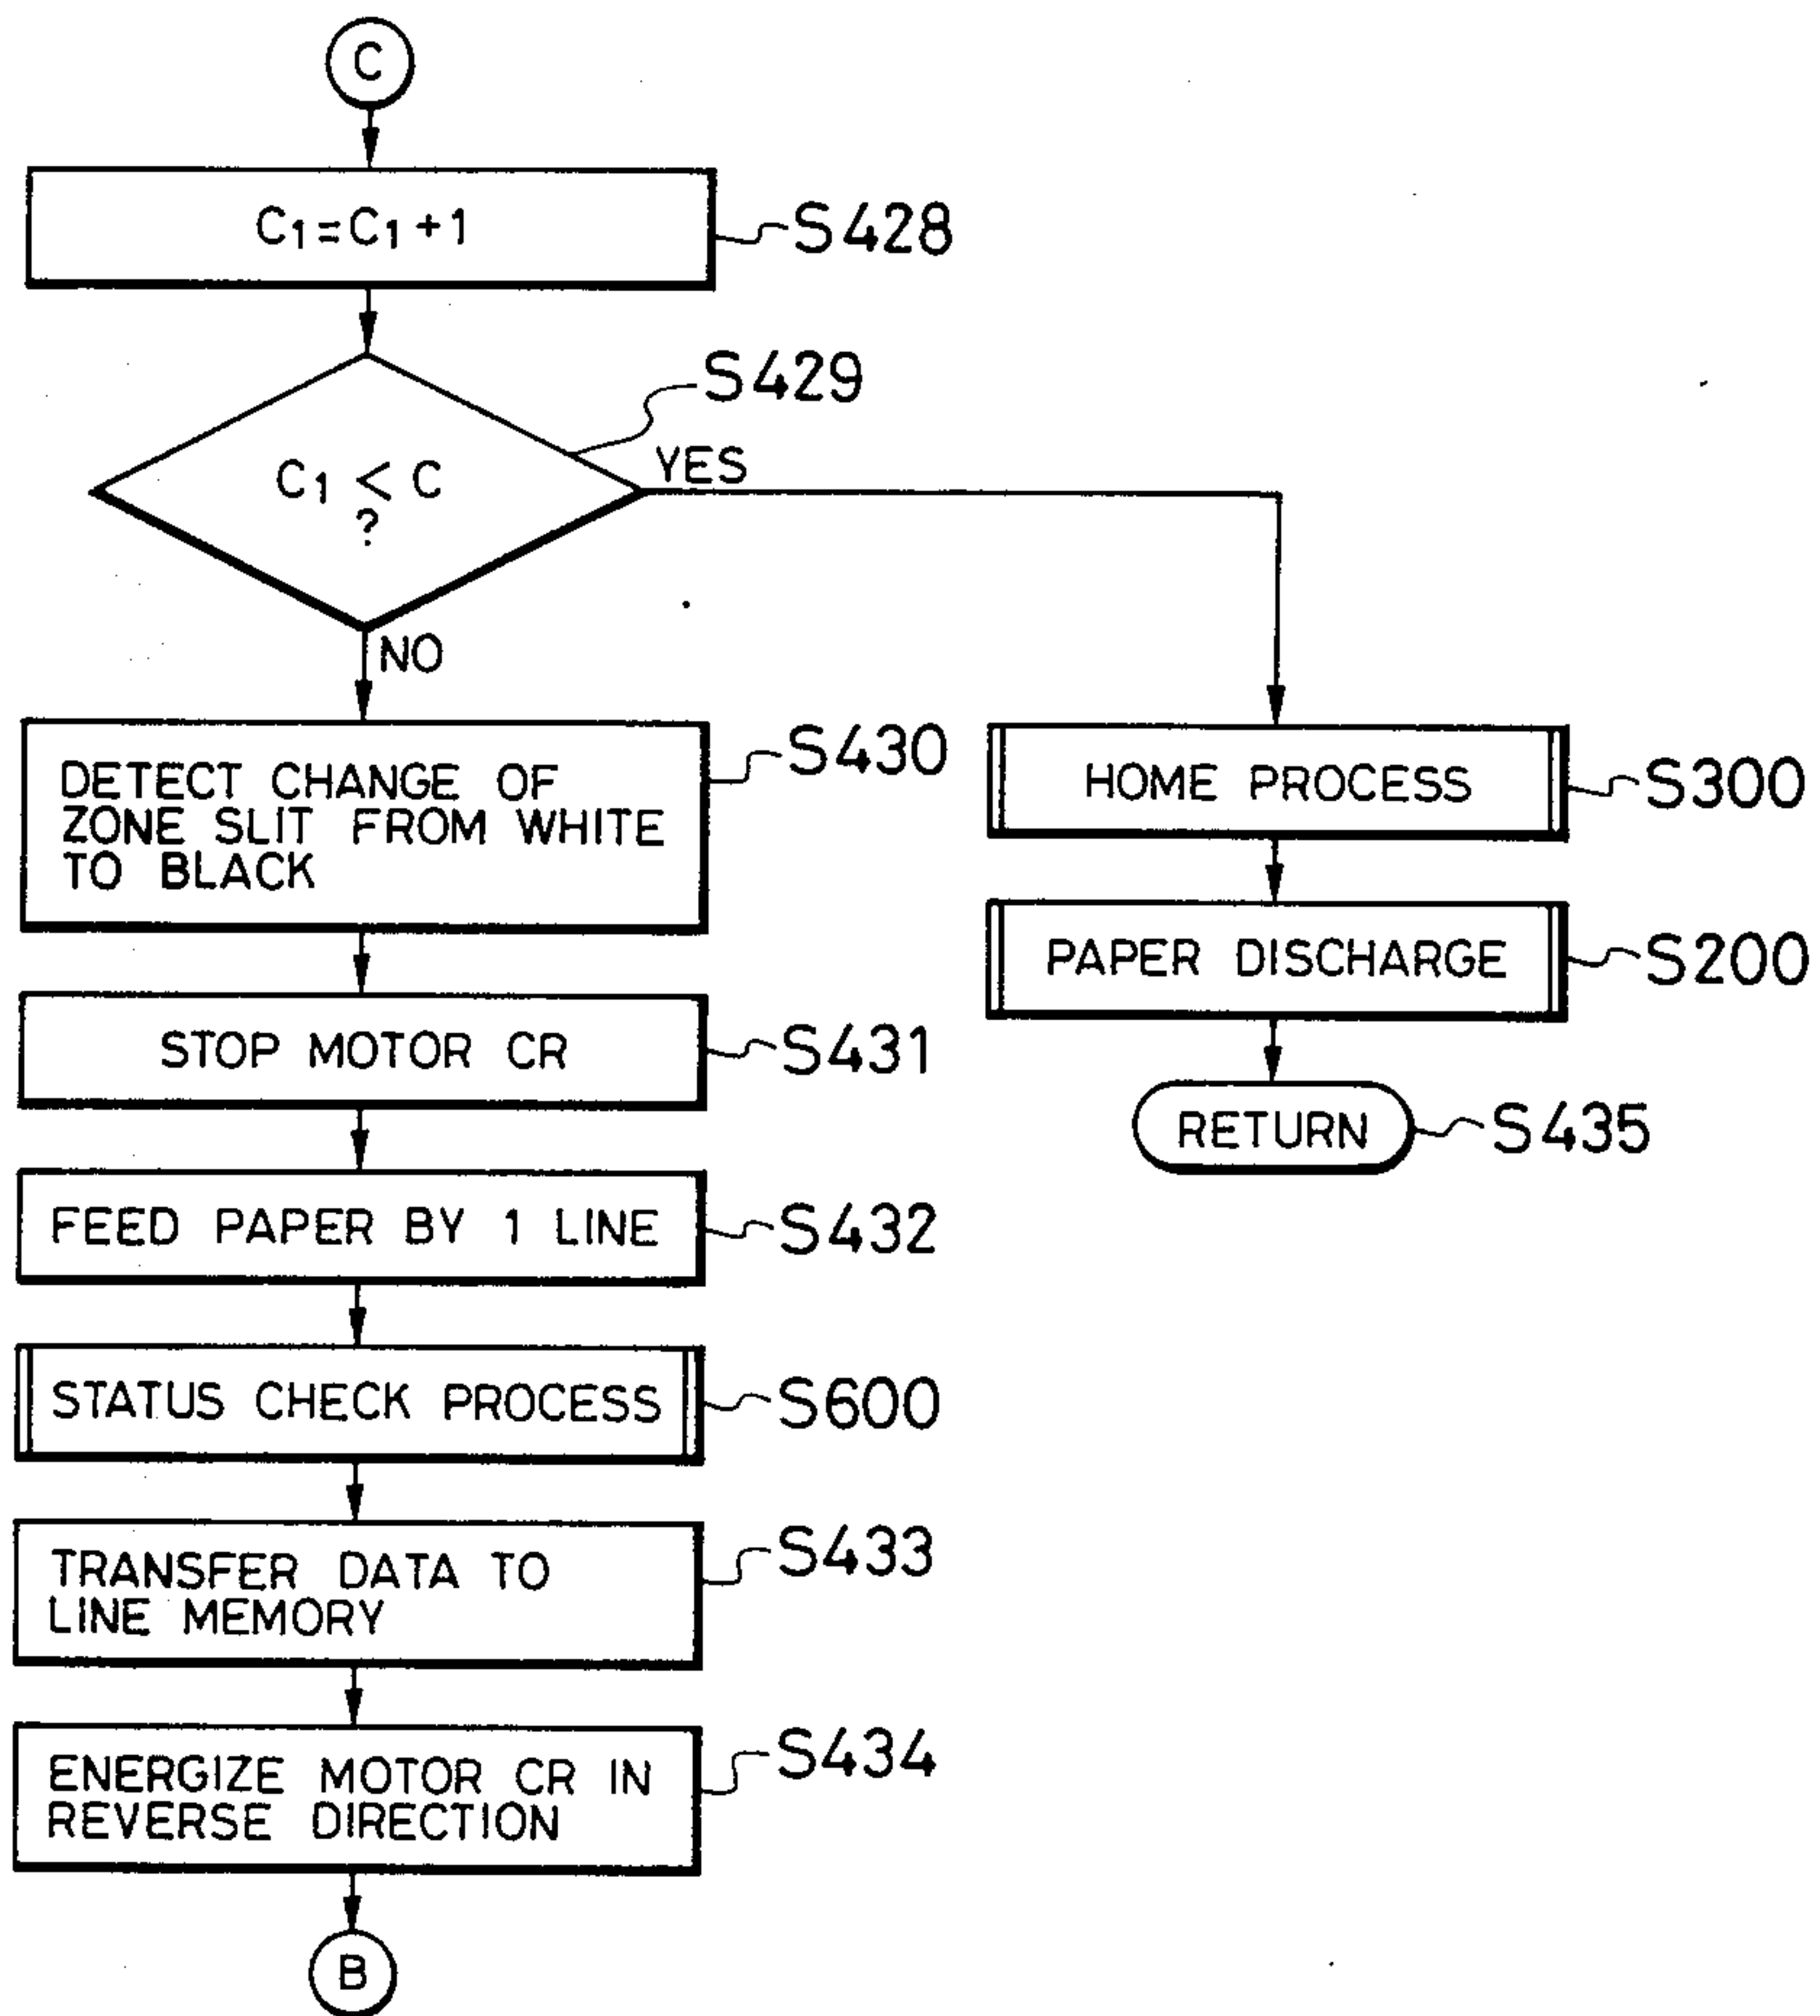 C
C1=C1+1
S428
S429
C1 < C
?
YES
NO
DETECT CHANGE OF
ZONE SLIT FROM WHITE
TO BLACK
S430
STOP MOTOR CR
S431
FEED PAPER BY 1 LINE
S432
STATUS CHECK PROCESS
S600
TRANSFER DATA TO
LINE MEMORY
S433
ENERGIZE MOTOR CR IN
REVERSE DIRECTION
S434
B
HOME PROCESS
S300
PAPER DISCHARGE
S200
RETURN
S435